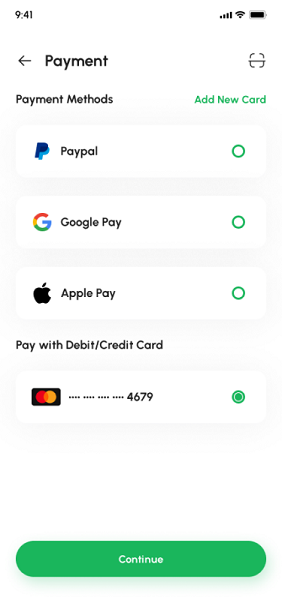 9:41
Payment
Payment Methods
Add New Card
Paypal
Google Pay
Apple Pay
Pay with Debit/Credit Card
•••• •••• •••• •••• 4679
Continue